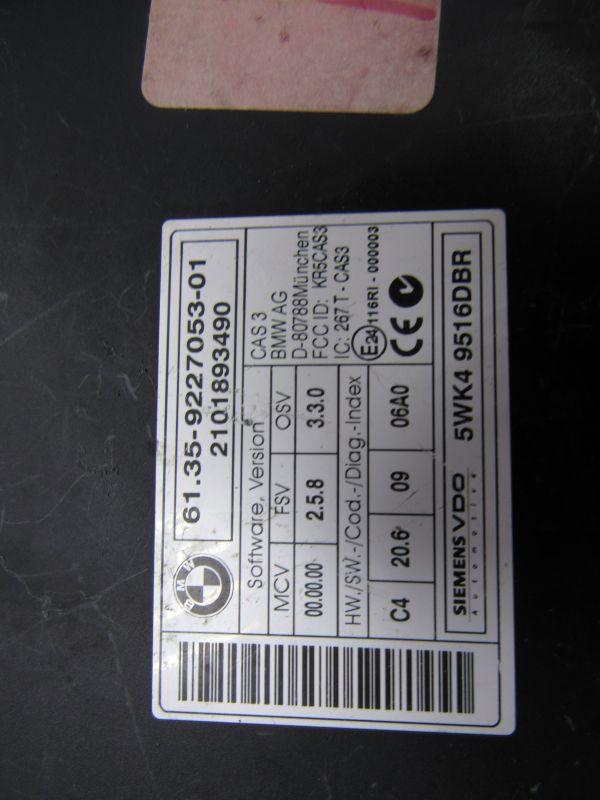 BMW
61.35-9227053-01
2101893490
Software, Version
MCV FSV OSV
00.00.00 2.5.8 3.3.0
HW./SW.-/Cod.-/Diag.-Index
C4 20.6 09 06A0
CAS 3
BMW AG
D-80788München
FCC ID: KR5CAS3
IC: 267T - CAS3
E24 116RI - 000003
CE
SIEMENS VDO
Automotive
5WK4 9516DBR